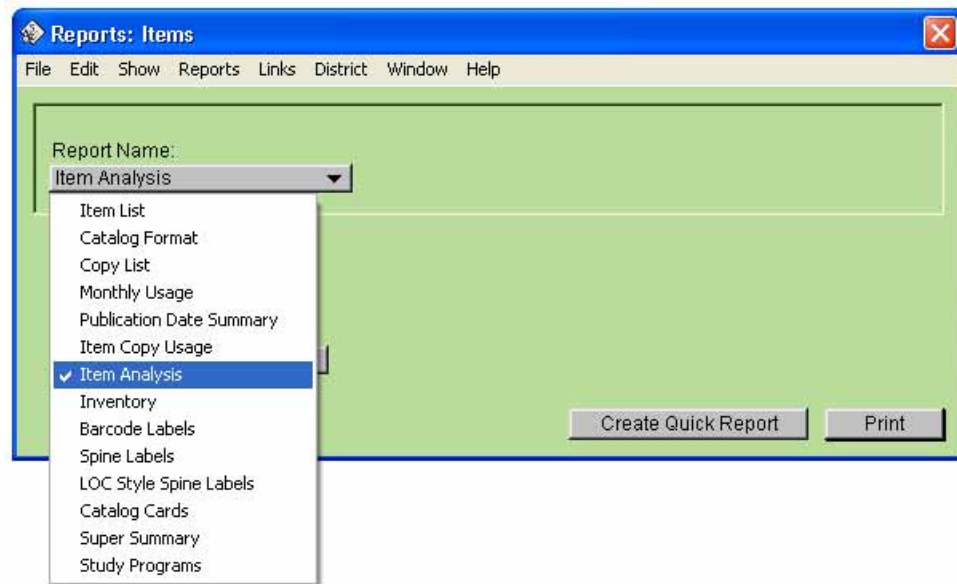 Reports: Items
File Edit Show Reports Links District Window Help
Report Name:
Item Analysis
Item List
Catalog Format
Copy List
Monthly Usage
Publication Date Summary
Item Copy Usage
Item Analysis
Inventory
Barcode Labels
Spine Labels
LOC Style Spine Labels
Catalog Cards
Super Summary
Study Programs
Create Quick Report
Print